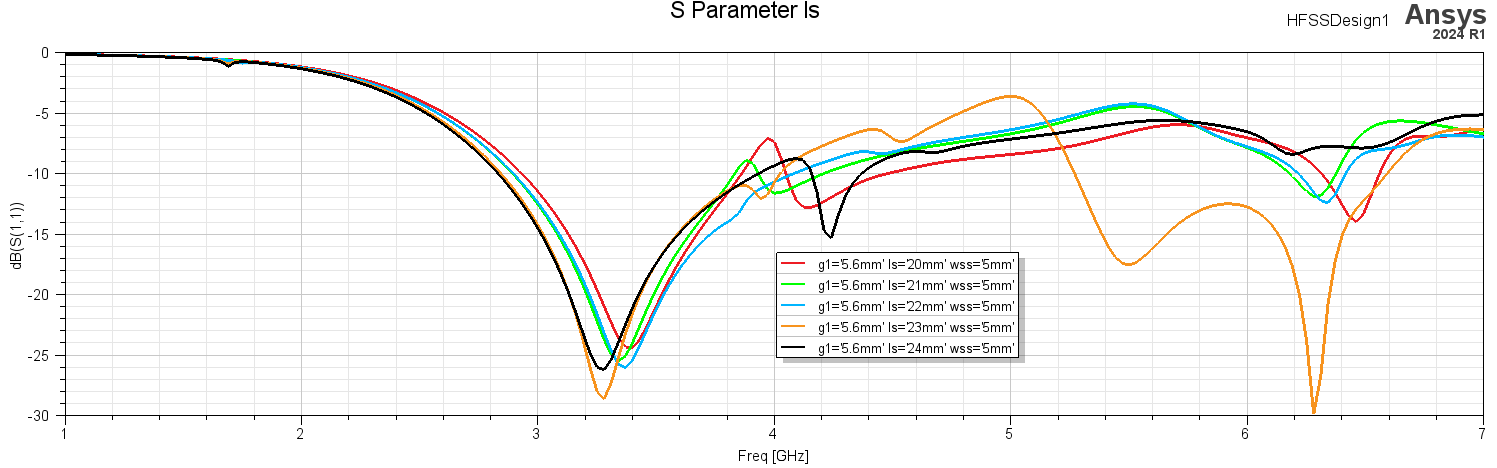 S Parameter ls
HFSSDesign1
Ansys
2024 R1
0
-5
-10
-15
-20
-25
-30
dB(S(1,1))
g1='5.6mm' ls='20mm' wss='5mm'
g1='5.6mm' ls='21mm' wss='5mm'
g1='5.6mm' ls='22mm' wss='5mm'
g1='5.6mm' ls='23mm' wss='5mm'
g1='5.6mm' ls='24mm' wss='5mm'
1 2 3 4 5 6 7
Freq [GHz]